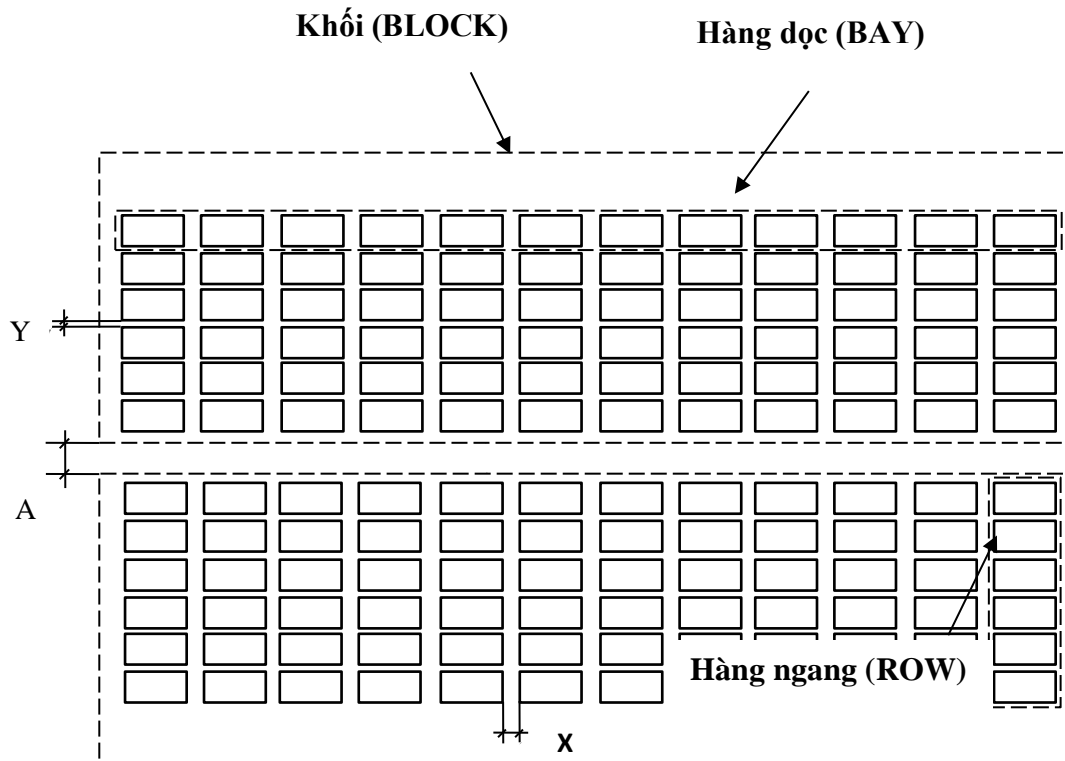 Khối (BLOCK)
Hàng dọc (BAY)
Y
A
Hàng ngang (ROW)
X